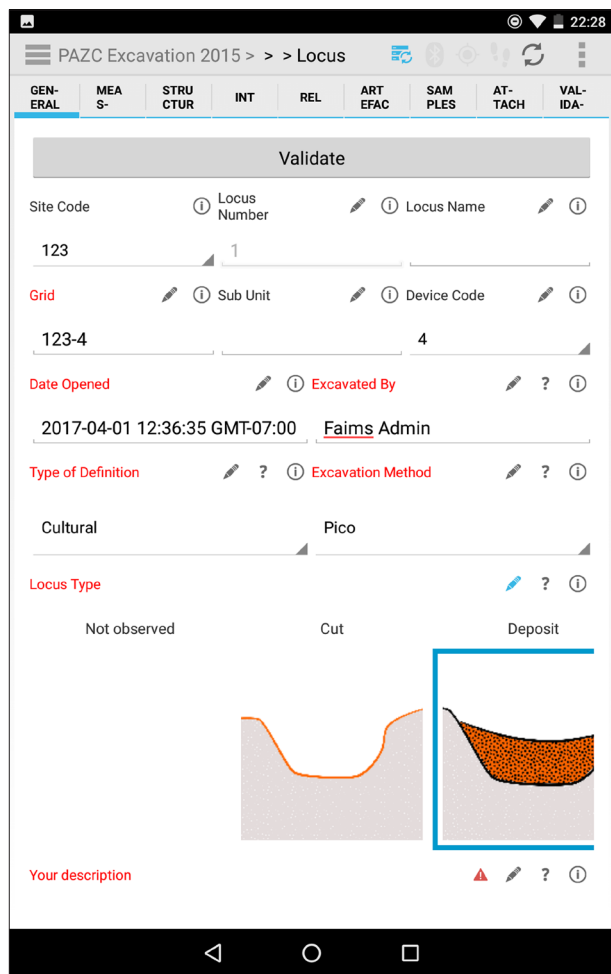 22:28
PAZC Excavation 2015 > > > Locus
GEN-
ERAL
MEA
S-
STRU
CTUR
INT
REL
ART
EFAC
SAM
PLES
AT-
TACH
VAL-
IDA-
Validate
Site Code
Locus
Number
Locus Name
123
1
Grid
Sub Unit
Device Code
123-4
4
Date Opened
Excavated By
?
2017-04-01 12:36:35 GMT-07:00
Faims Admin
Type of Definition
?
Excavation Method
?
Cultural
Pico
Locus Type
?
Not observed
Cut
Deposit
Your description
?